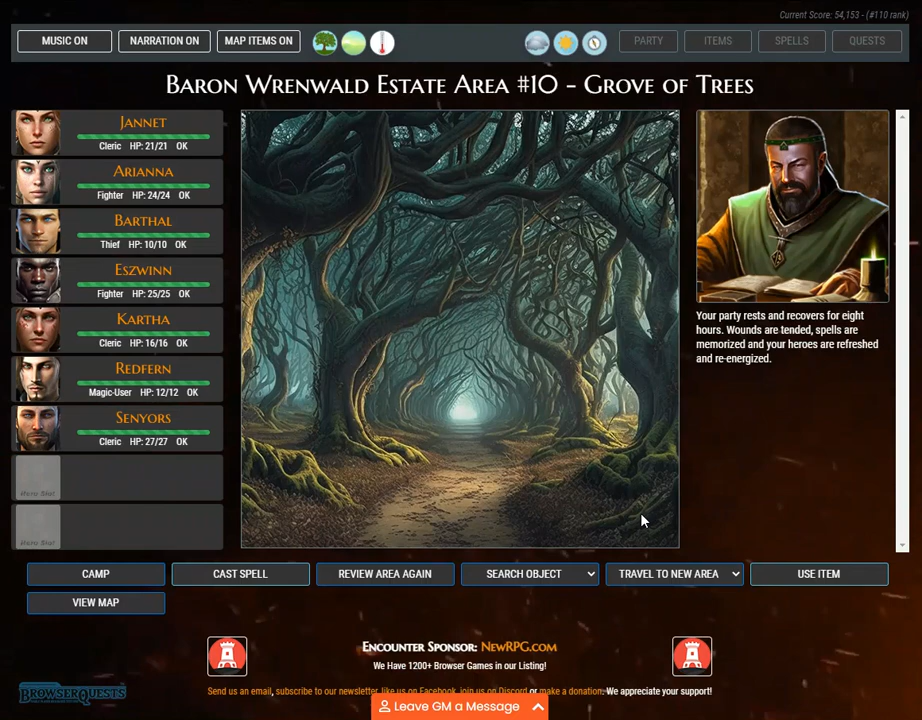 Current Score: 54,153 - (#110 rank)
MUSIC ON
NARRATION ON
MAP ITEMS ON
PARTY
ITEMS
SPELLS
QUESTS
Baron Wrenwald Estate Area #10 - Grove of Trees
Jannet
Cleric HP: 21/21 OK
Arianna
Fighter HP: 24/24 OK
Barthal
Thief HP: 10/10 OK
Eszwinn
Fighter HP: 25/25 OK
Kartha
Cleric HP: 16/16 OK
Redfern
Magic-User HP: 12/12 OK
Senyors
Cleric HP: 27/27 OK
Hero Slot
Hero Slot
Your party rests and recovers for eight
hours. Wounds are tended, spells are
memorized and your heroes are refreshed
and re-energized.
CAMP
CAST SPELL
REVIEW AREA AGAIN
SEARCH OBJECT
TRAVEL TO NEW AREA
USE ITEM
VIEW MAP
Encounter Sponsor: NewRPG.com
We Have 1200+ Browser Games in our Listing!
BrowserQuests
Send us an email, subscribe to our newsletter, like us on Facebook, join us on Discord or make a donation. We appreciate your support!
Leave GM a Message